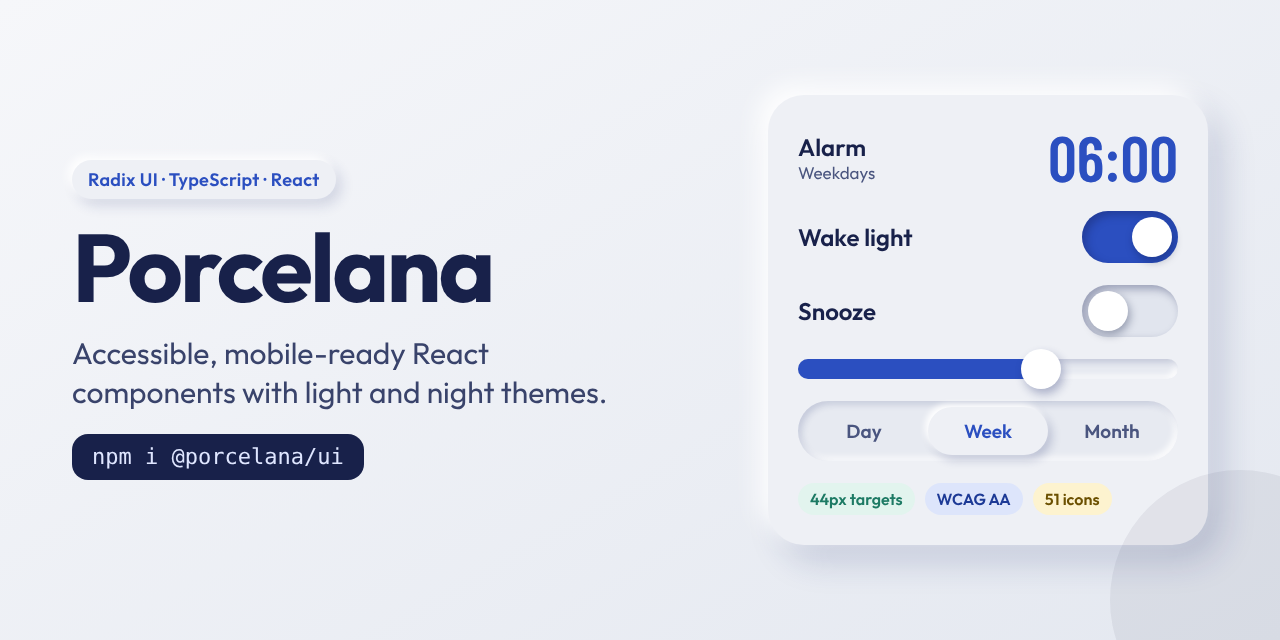 Radix UI · TypeScript · React
Porcelana
Accessible, mobile-ready React
components with light and night themes.
npm i @porcelana/ui
Alarm
Weekdays
06:00
Wake light
Snooze
Day Week Month
44px targets WCAG AA 51 icons